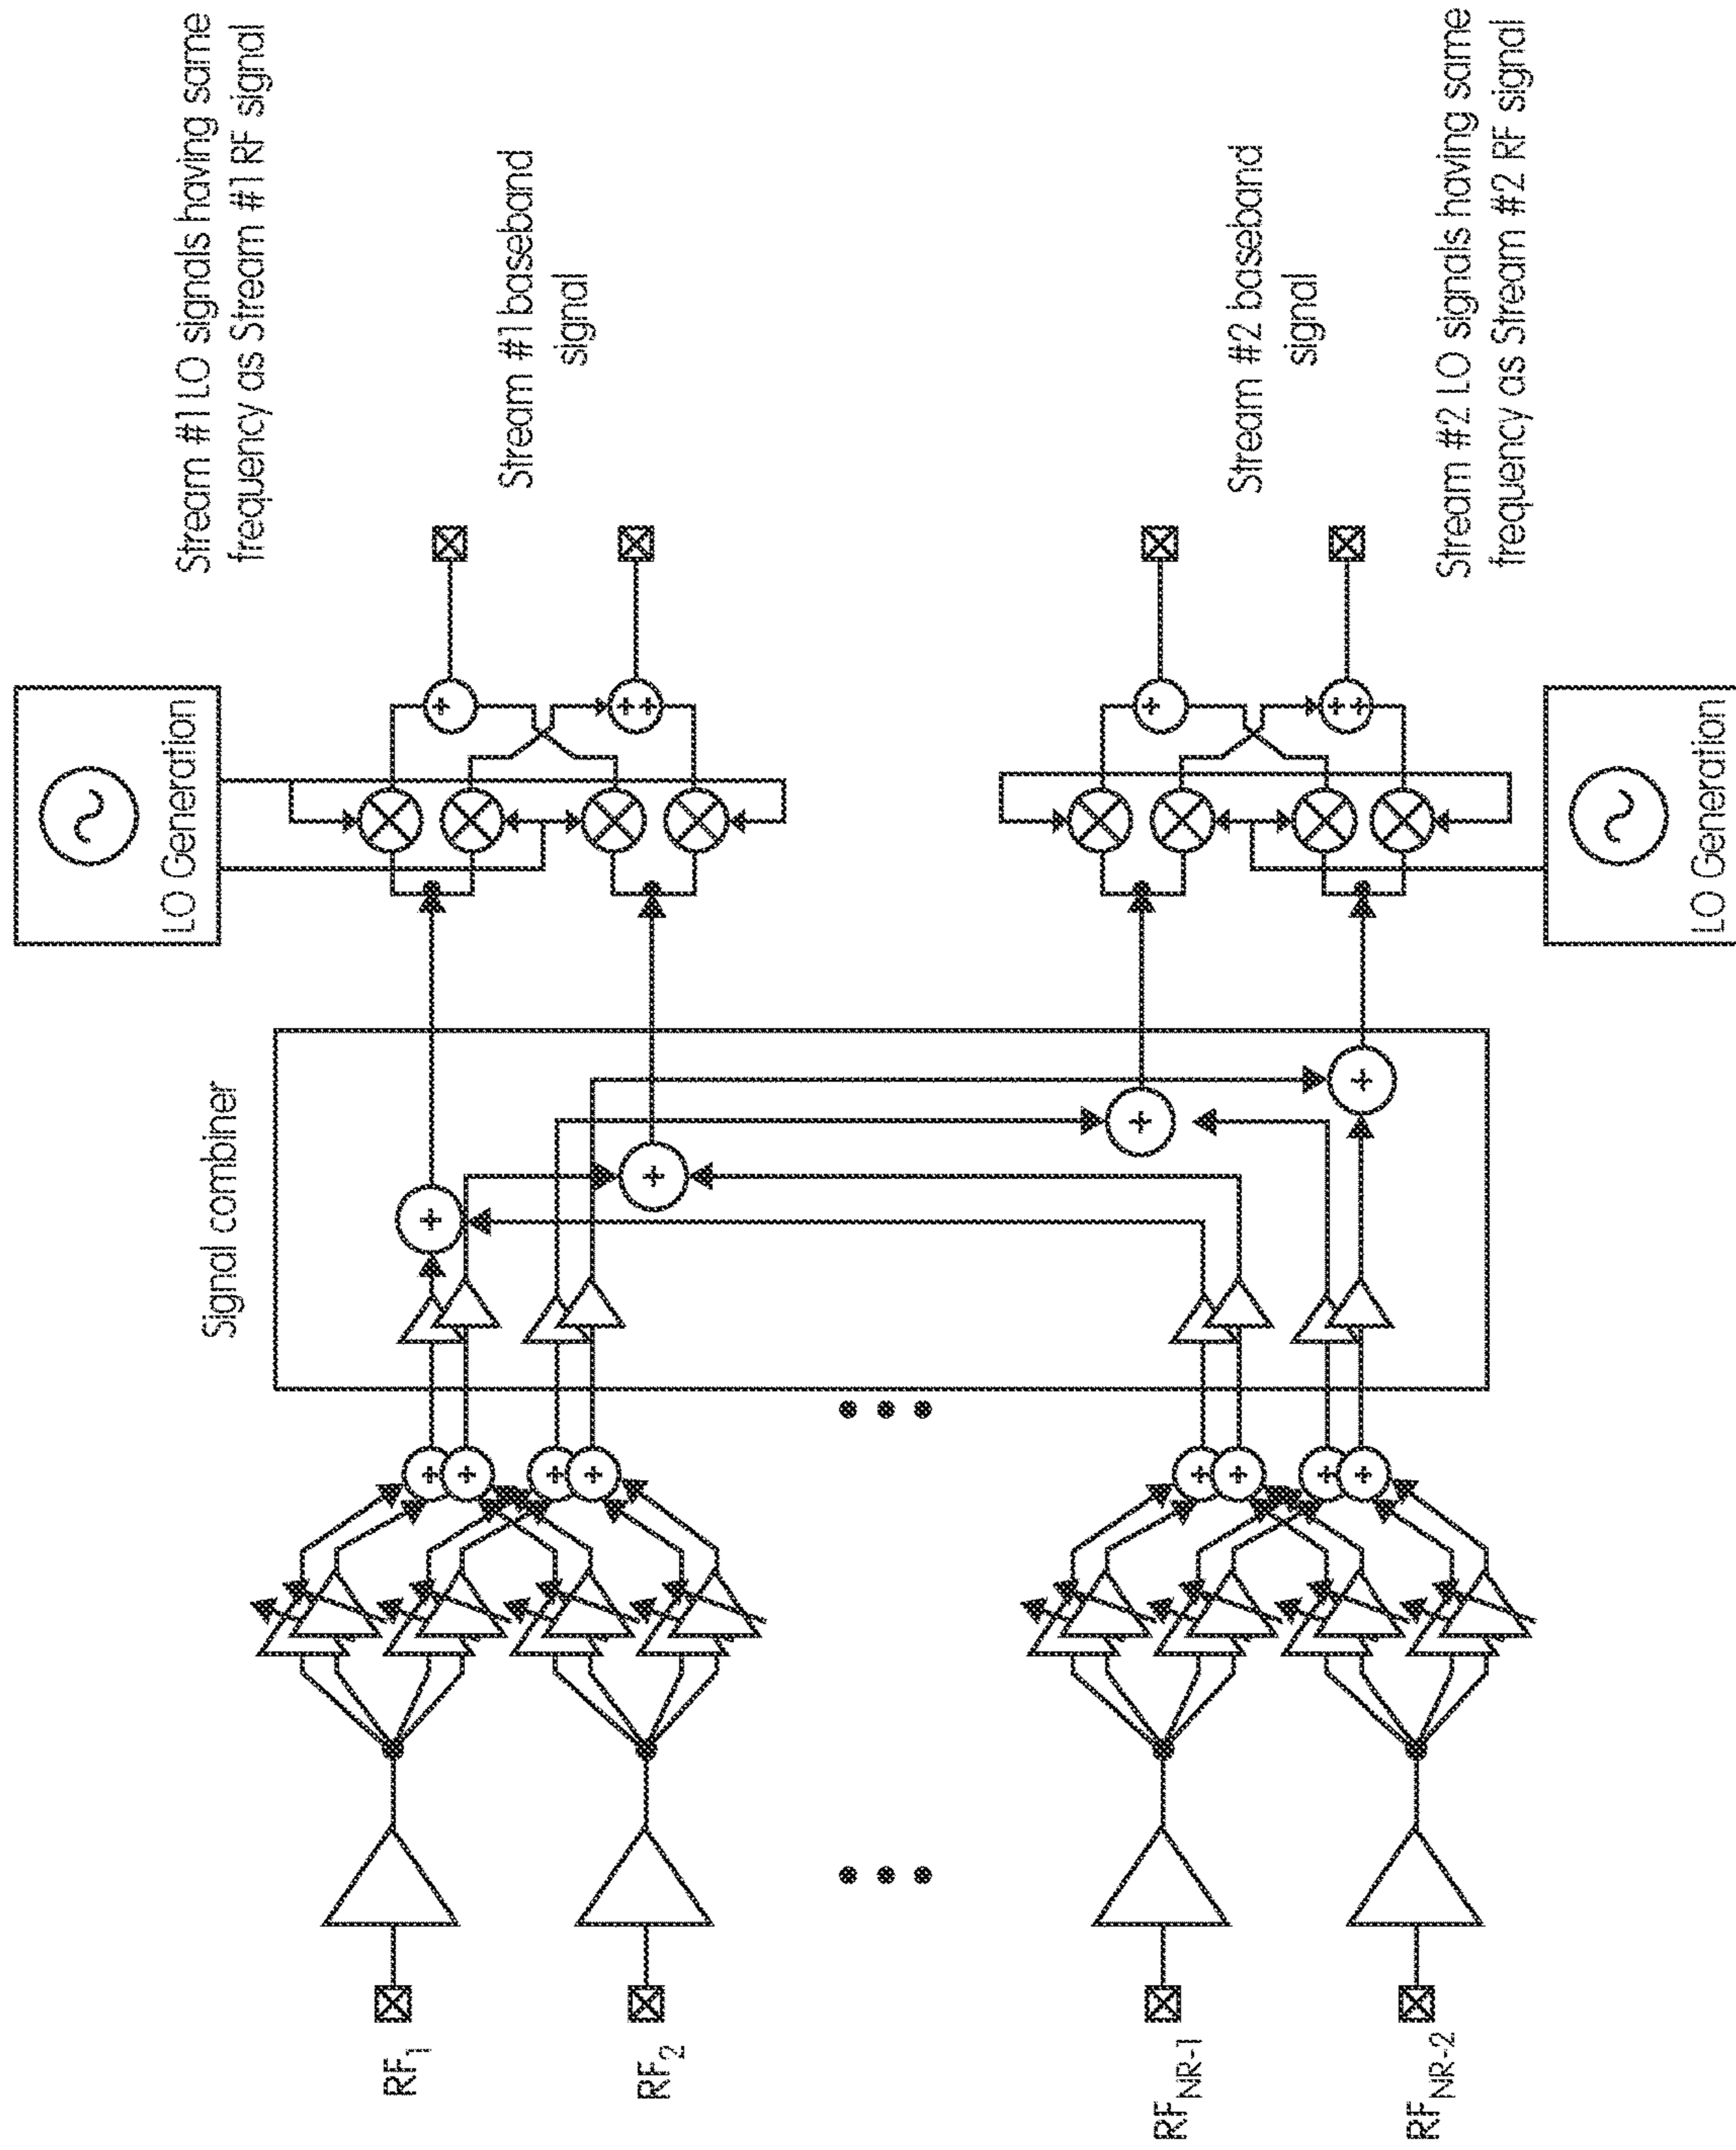 Stream #1 LO signals having same
frequency as Stream #1 RF signal
LO Generation
Stream #1 baseband
signal
Signal combiner
RF1
RF2
RFNR-1
RFNR-2
Stream #2 baseband
signal
Stream #2 LO signals having same
frequency as Stream #2 RF signal
LO Generation